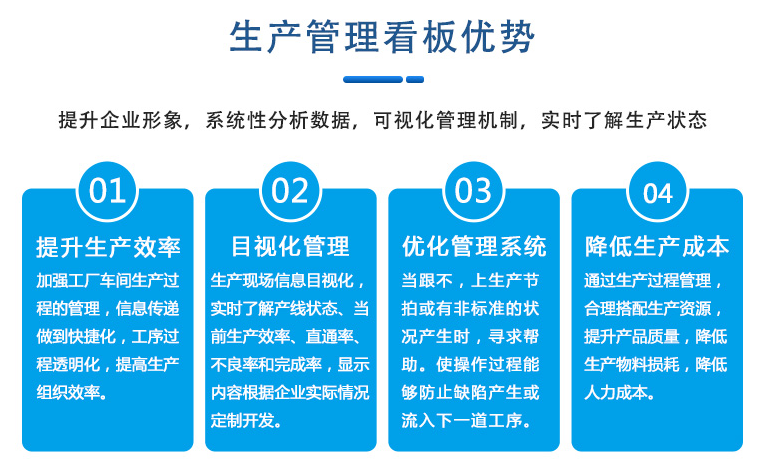 生产管理看板优势
提升企业形象，系统性分析数据，可视化管理机制，实时了解生产状态
01
提升生产效率
加强工厂车间生产过
程的管理，信息传递
做到快捷化，工序过
程透明化，提高生产
组织效率。
02
目视化管理
生产现场信息目视化，
实时了解产线状态、当
前生产效率、直通率、
不良率和完成率，显示
内容根据企业实际情况
定制开发。
03
优化管理系统
当跟不，上生产节
拍或有非标准的状
况产生时，寻求帮
助。使操作过程能
够防止缺陷产生或
流入下一道工序。
04
降低生产成本
通过生产过程管理，
合理搭配生产资源，
提升产品质量，降低
生产物料损耗，降低
人力成本。